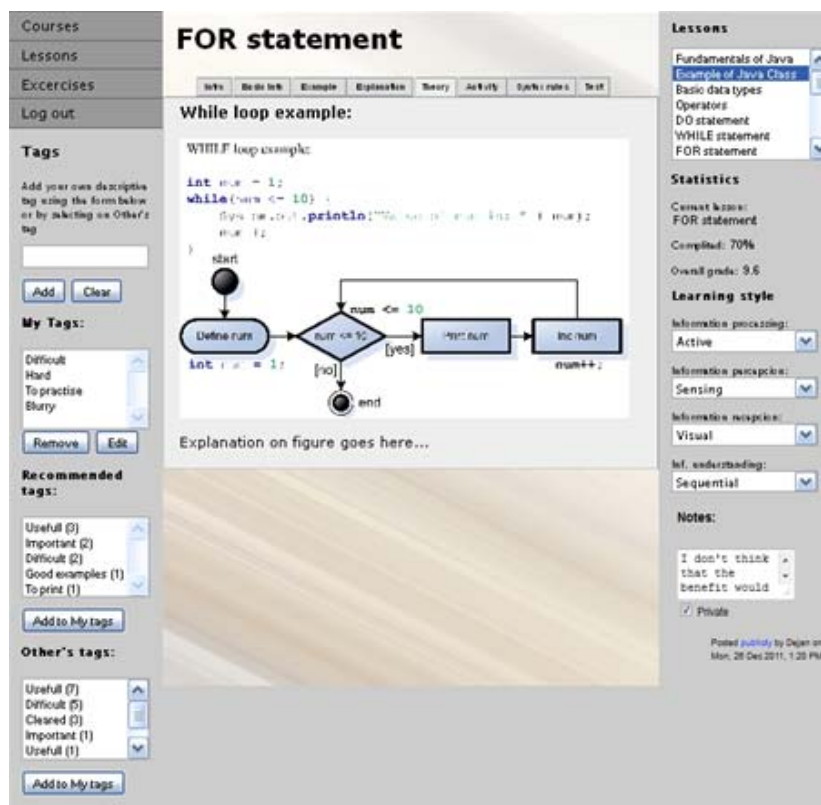 Courses
Lessons
Excercises
Log out
Tags
Add your own descriptive
tag using the form below
or by selecting on Other's
tag
Add Clear
My Tags:
Difficult
Hard
To practise
Blurry
Remove Edit
Recommended
tags:
Usefull (3)
Important (2)
Difficult (2)
Good examples (1)
To print (1)
Add to My tags
Other's tags:
Usefull (7)
Difficult (5)
Cleared (3)
Important (1)
Usefull (1)
Add to My tags
FOR statement
Intro Basic Info Example Explanation Theory Activity Syntax rules Test
While loop example:
WHILE loop example:
int num = 1;
while(num <= 10) {
println(
}
start
num <= 10
Define num
num <= 10
Print num
Inc num
int num = 1;
[no]
[yes]
num++;
end
Explanation on figure goes here...
Lessons
Fundamentals of Java
Example of Java Class
Basic data types
Operators
DO statement
WHILE statement
FOR statement
Statistics
Current lesson:
FOR statement
70%
Overall grade: 9.6
Learning style
Information processing:
Active
Information
Sensing
Information
Visual
Inf. understanding:
Sequential
Notes:
I don't think
that the
benefit would
Private
Posted publicly by Dejan on
Mon, 26 Dec 2011, 1:20 PM